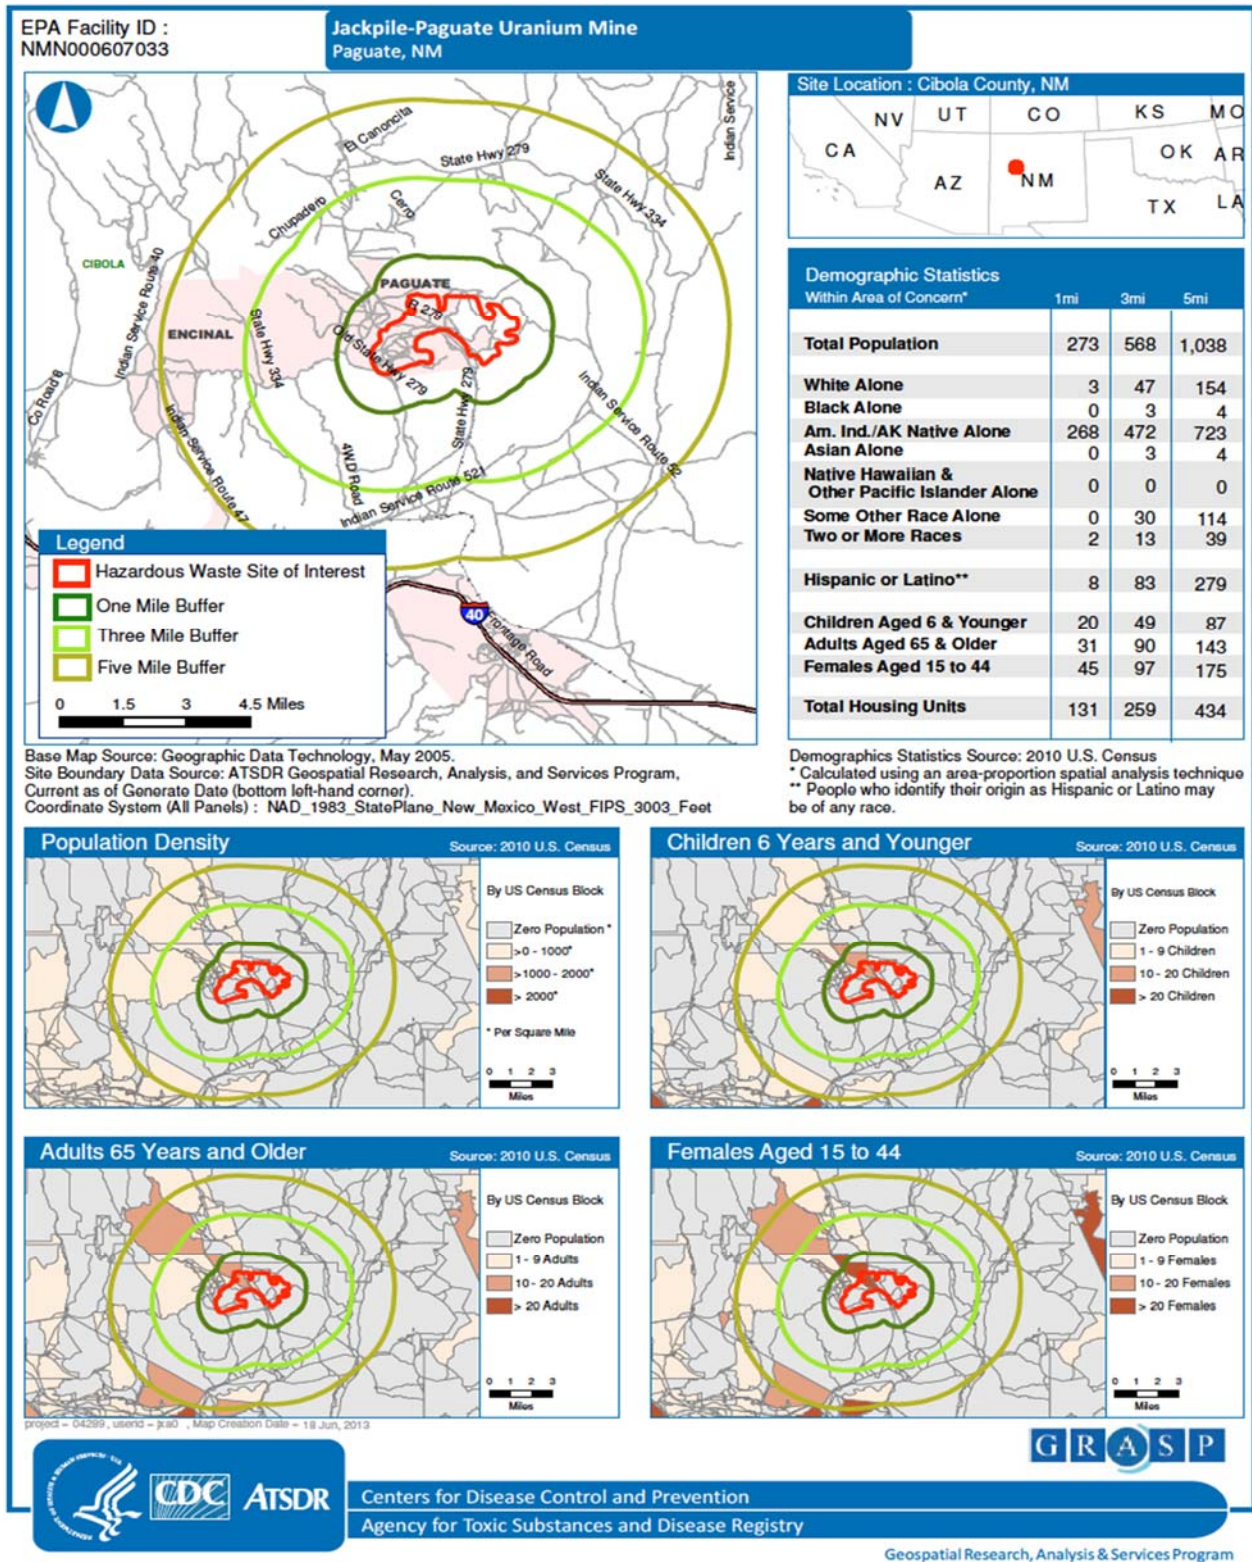 EPA Facility ID :
NMN000607033
Jackpile-Paguate Uranium Mine
Paguate, NM
El Canoncita
State Hwy 279
Indian Service
State Hwy 334
Chupadero
Cerro
CIBOLA
Indian Service Route 40
PAGUATE
R 279
ENCINAL
State Hwy 334
Old State Hwy 279
State Hwy 279
Indian Service Route 52
Co Road 6
Indian Service Route 47
4WD Road
Indian Service Route 521
40
Frontage Road
Legend
Hazardous Waste Site of Interest
One Mile Buffer
Three Mile Buffer
Five Mile Buffer
0 1.5 3 4.5 Miles
Site Location : Cibola County, NM
NV UT CO KS MO
CA OK AR
AZ NM
TX LA
Demographic Statistics
Within Area of Concern* 1mi 3mi 5mi
Total Population 273 568 1,038
White Alone 3 47 154
Black Alone 0 3 4
Am. Ind./AK Native Alone 268 472 723
Asian Alone 0 3 4
Native Hawaiian &
Other Pacific Islander Alone 0 0 0
Some Other Race Alone 0 30 114
Two or More Races 2 13 39
Hispanic or Latino** 8 83 279
Children Aged 6 & Younger 20 49 87
Adults Aged 65 & Older 31 90 143
Females Aged 15 to 44 45 97 175
Total Housing Units 131 259 434
Base Map Source: Geographic Data Technology, May 2005.
Site Boundary Data Source: ATSDR Geospatial Research, Analysis, and Services Program,
Current as of Generate Date (bottom left-hand corner).
Coordinate System (All Panels) : NAD_1983_StatePlane_New_Mexico_West_FIPS_3003_Feet
Demographics Statistics Source: 2010 U.S. Census
* Calculated using an area-proportion spatial analysis technique
** People who identify their origin as Hispanic or Latino may
be of any race.
Population Density Source: 2010 U.S. Census
By US Census Block
Zero Population *
>0 - 1000*
>1000 - 2000*
> 2000*
* Per Square Mile
0 1 2 3
Miles
Children 6 Years and Younger Source: 2010 U.S. Census
By US Census Block
Zero Population
1 - 9 Children
10 - 20 Children
> 20 Children
0 1 2 3
Miles
Adults 65 Years and Older Source: 2010 U.S. Census
By US Census Block
Zero Population
1 - 9 Adults
10 - 20 Adults
> 20 Adults
0 1 2 3
Miles
Females Aged 15 to 44 Source: 2010 U.S. Census
By US Census Block
Zero Population
1 - 9 Females
10 - 20 Females
> 20 Females
0 1 2 3
Miles
project = 04289 , userid = jxa0 , Map Creation Date = 18 Jun, 2013
GRASP
CDC ATSDR
Centers for Disease Control and Prevention
Agency for Toxic Substances and Disease Registry
Geospatial Research, Analysis & Services Program